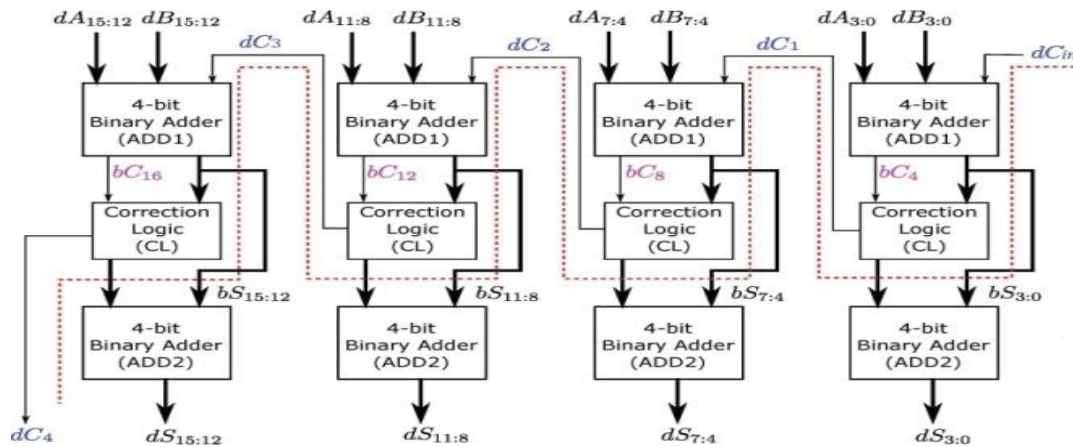 dA₁₅:₁₂ dB₁₅:₁₂ dA₁₁:₈ dB₁₁:₈ dA₇:₄ dB₇:₄ dA₃:₀ dB₃:₀
dC₃ dC₂ dC₁ dCᵢₙ
4-bit 4-bit 4-bit 4-bit
Binary Adder Binary Adder Binary Adder Binary Adder
(ADD1) (ADD1) (ADD1) (ADD1)
bC₁₆ bC₁₂ bC₈ bC₄
Correction Correction Correction Correction
Logic Logic Logic Logic
(CL) (CL) (CL) (CL)
bS₁₅:₁₂ bS₁₁:₈ bS₇:₄ bS₃:₀
4-bit 4-bit 4-bit 4-bit
Binary Adder Binary Adder Binary Adder Binary Adder
(ADD2) (ADD2) (ADD2) (ADD2)
dC₄ dS₁₅:₁₂ dS₁₁:₈ dS₇:₄ dS₃:₀